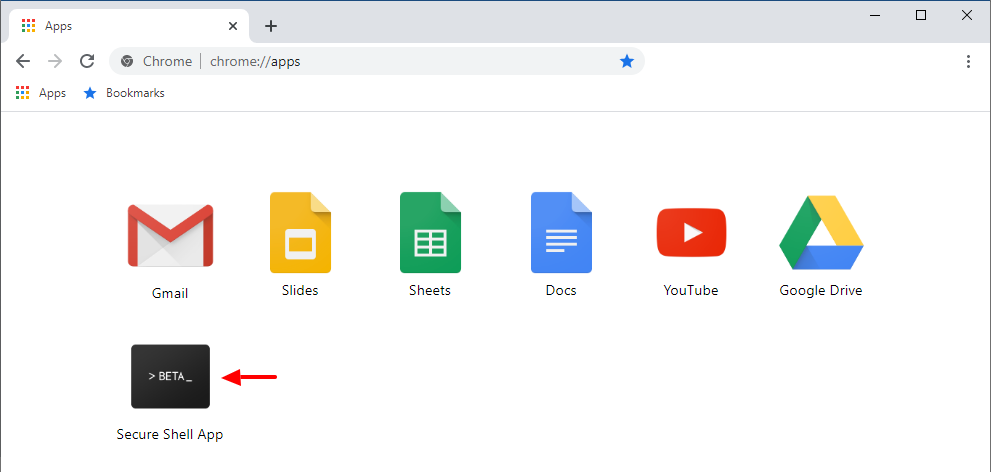 Apps
Chrome chrome://apps
Apps Bookmarks
Gmail Slides Sheets Docs YouTube Google Drive
> BETA_
Secure Shell App